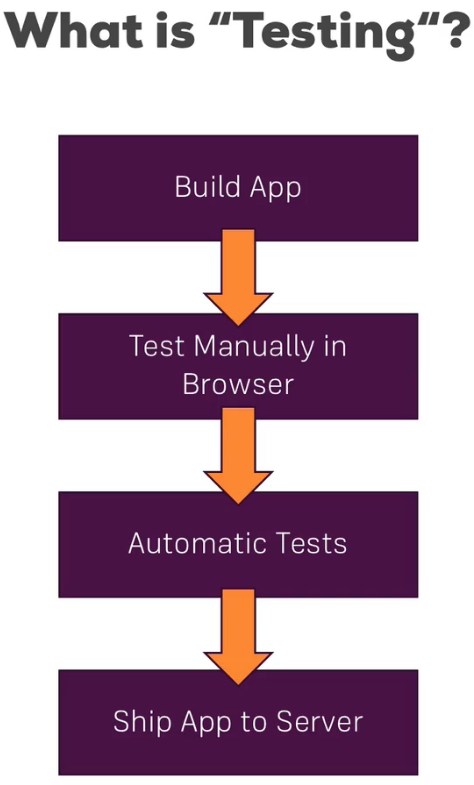 What is “Testing“?
Build App
Test Manually in
Browser
Automatic Tests
Ship App to Server